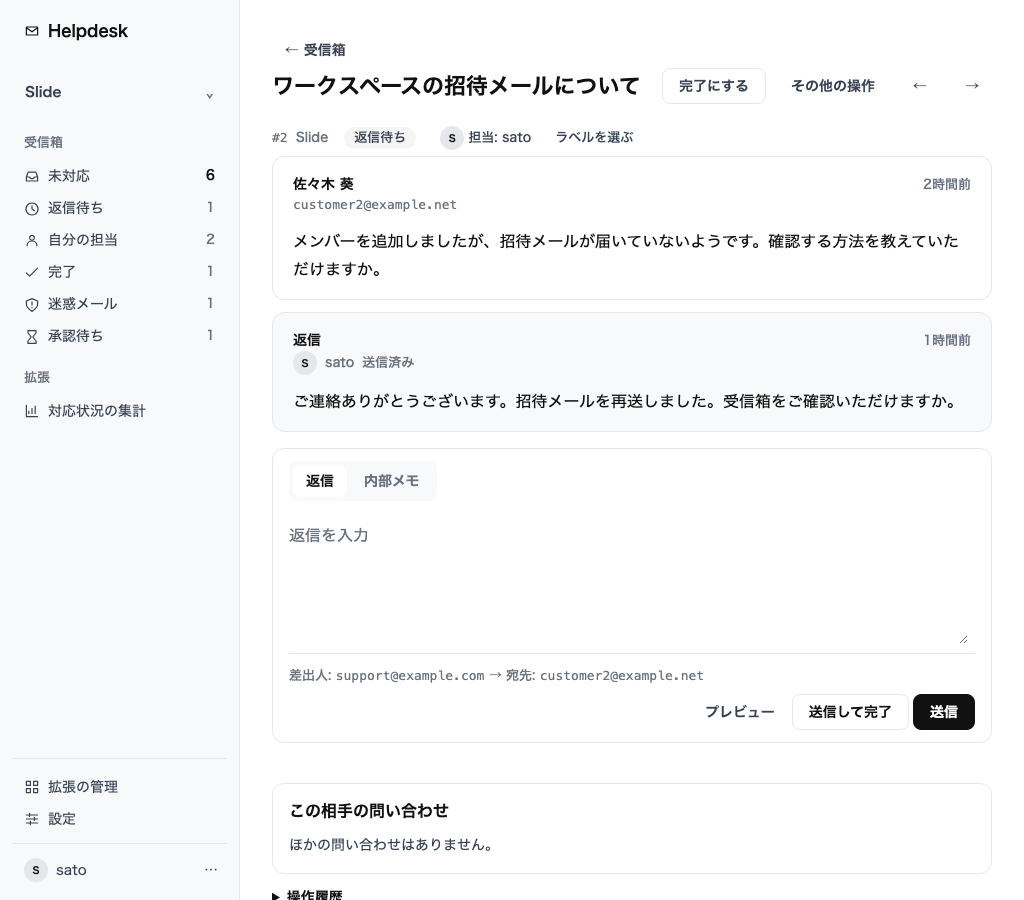 Helpdesk
Slide
受信箱
未対応 6
返信待ち 1
自分の担当 2
完了 1
迷惑メール 1
承認待ち 1
拡張
対応状況の集計
拡張の管理
設定
S sato ...
← 受信箱
ワークスペースの招待メールについて 完了にする その他の操作 ← →
#2 Slide 返信待ち S 担当: sato ラベルを選ぶ
佐々木 葵 2時間前
customer2@example.net
メンバーを追加しましたが、招待メールが届いていないようです。確認する方法を教えていた
だけますか。
返信 1時間前
S sato 送信済み
ご連絡ありがとうございます。招待メールを再送しました。受信箱をご確認いただけますか。
返信 内部メモ
返信を入力
差出人: support@example.com → 宛先: customer2@example.net
プレビュー 送信して完了 送信
この相手の問い合わせ
ほかの問い合わせはありません。
▶ 操作履歴